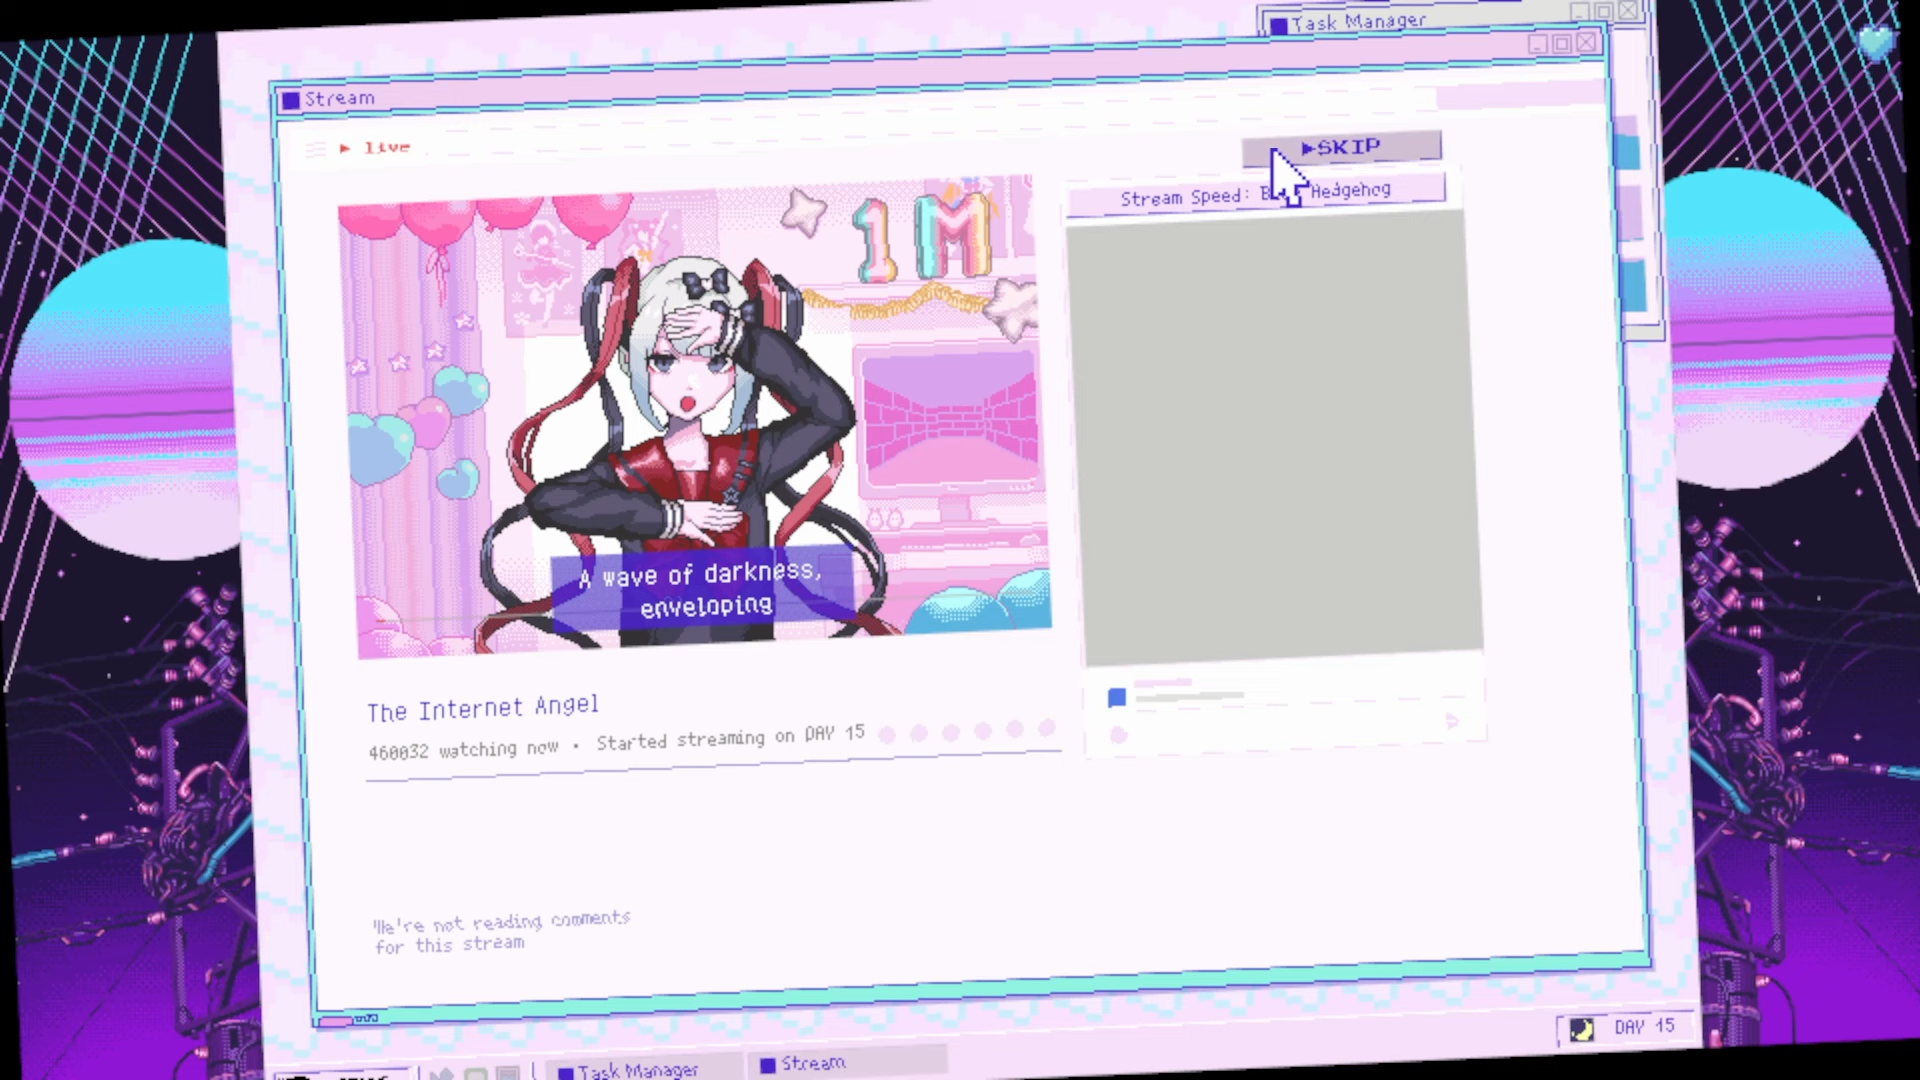 Task Manager
Stream
live
▶SKIP
Stream Speed: Hedgehog
1M
A wave of darkness,
enveloping
The Internet Angel
460032 watching now • Started streaming on DAY 15
We're not reading comments
for this stream
DAY 15
Task Manager
Stream